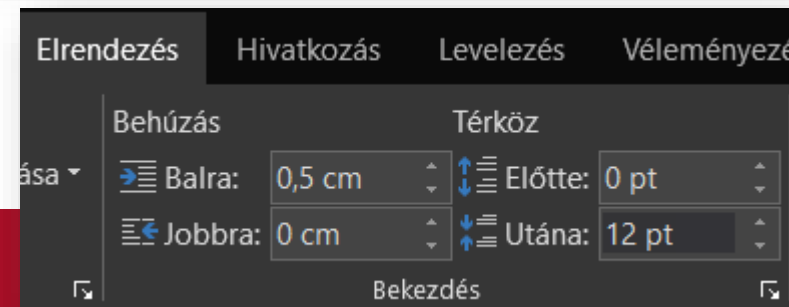 Elrendezés Hivatkozás Levelezés Véleményezé
Behúzás Térköz
ása Balra: 0,5 cm Előtte: 0 pt
Jobbra: 0 cm Utána: 12 pt
Bekezdés